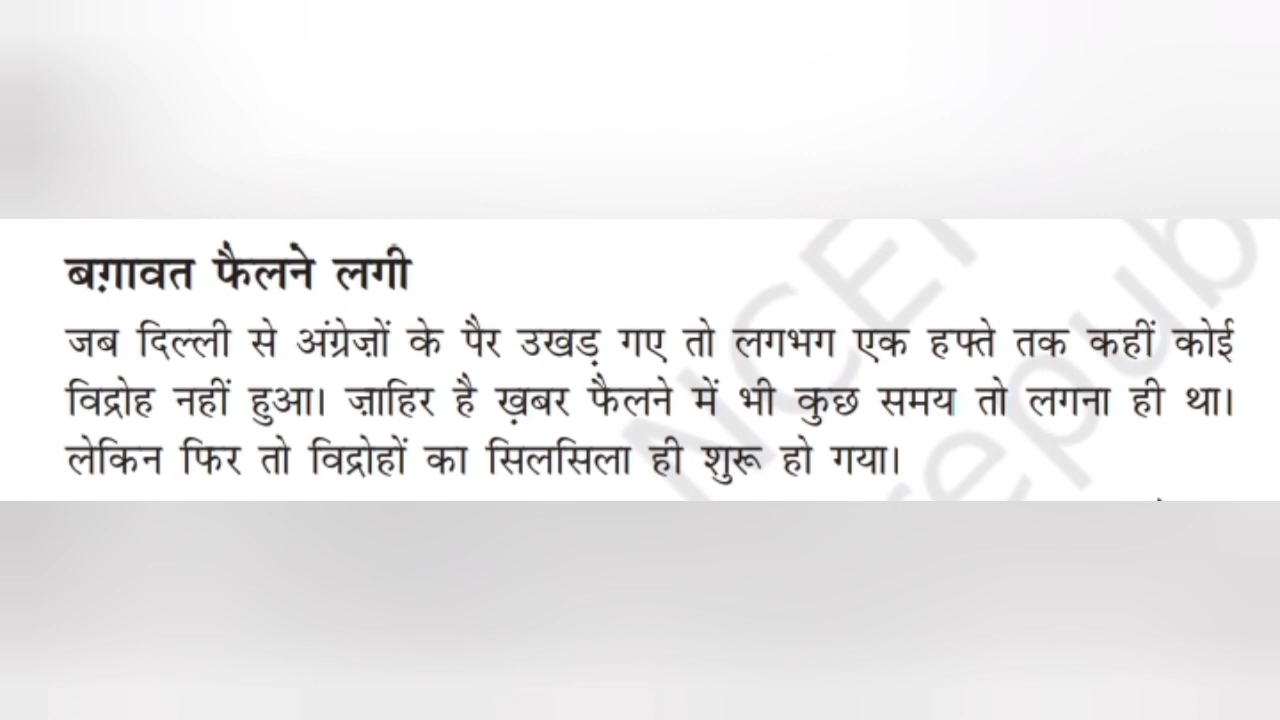 बग़ावत फैलने लगी
जब दिल्ली से अंग्रेज़ों के पैर उखड़ गए तो लगभग एक हफ्ते तक कहीं कोई
विद्रोह नहीं हुआ। ज़ाहिर है ख़बर फैलने में भी कुछ समय तो लगना ही था।
लेकिन फिर तो विद्रोहों का सिलसिला ही शुरू हो गया।